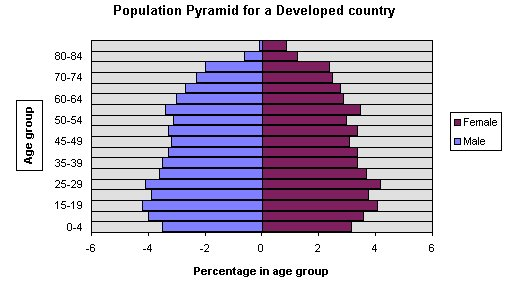 Population Pyramid for a Developed country
80-84
70-74
60-64
50-54
45-49
35-39
25-29
15-19
0-4
Age group
-6 -4 -2 0 2 4 6
Percentage in age group
Female
Male